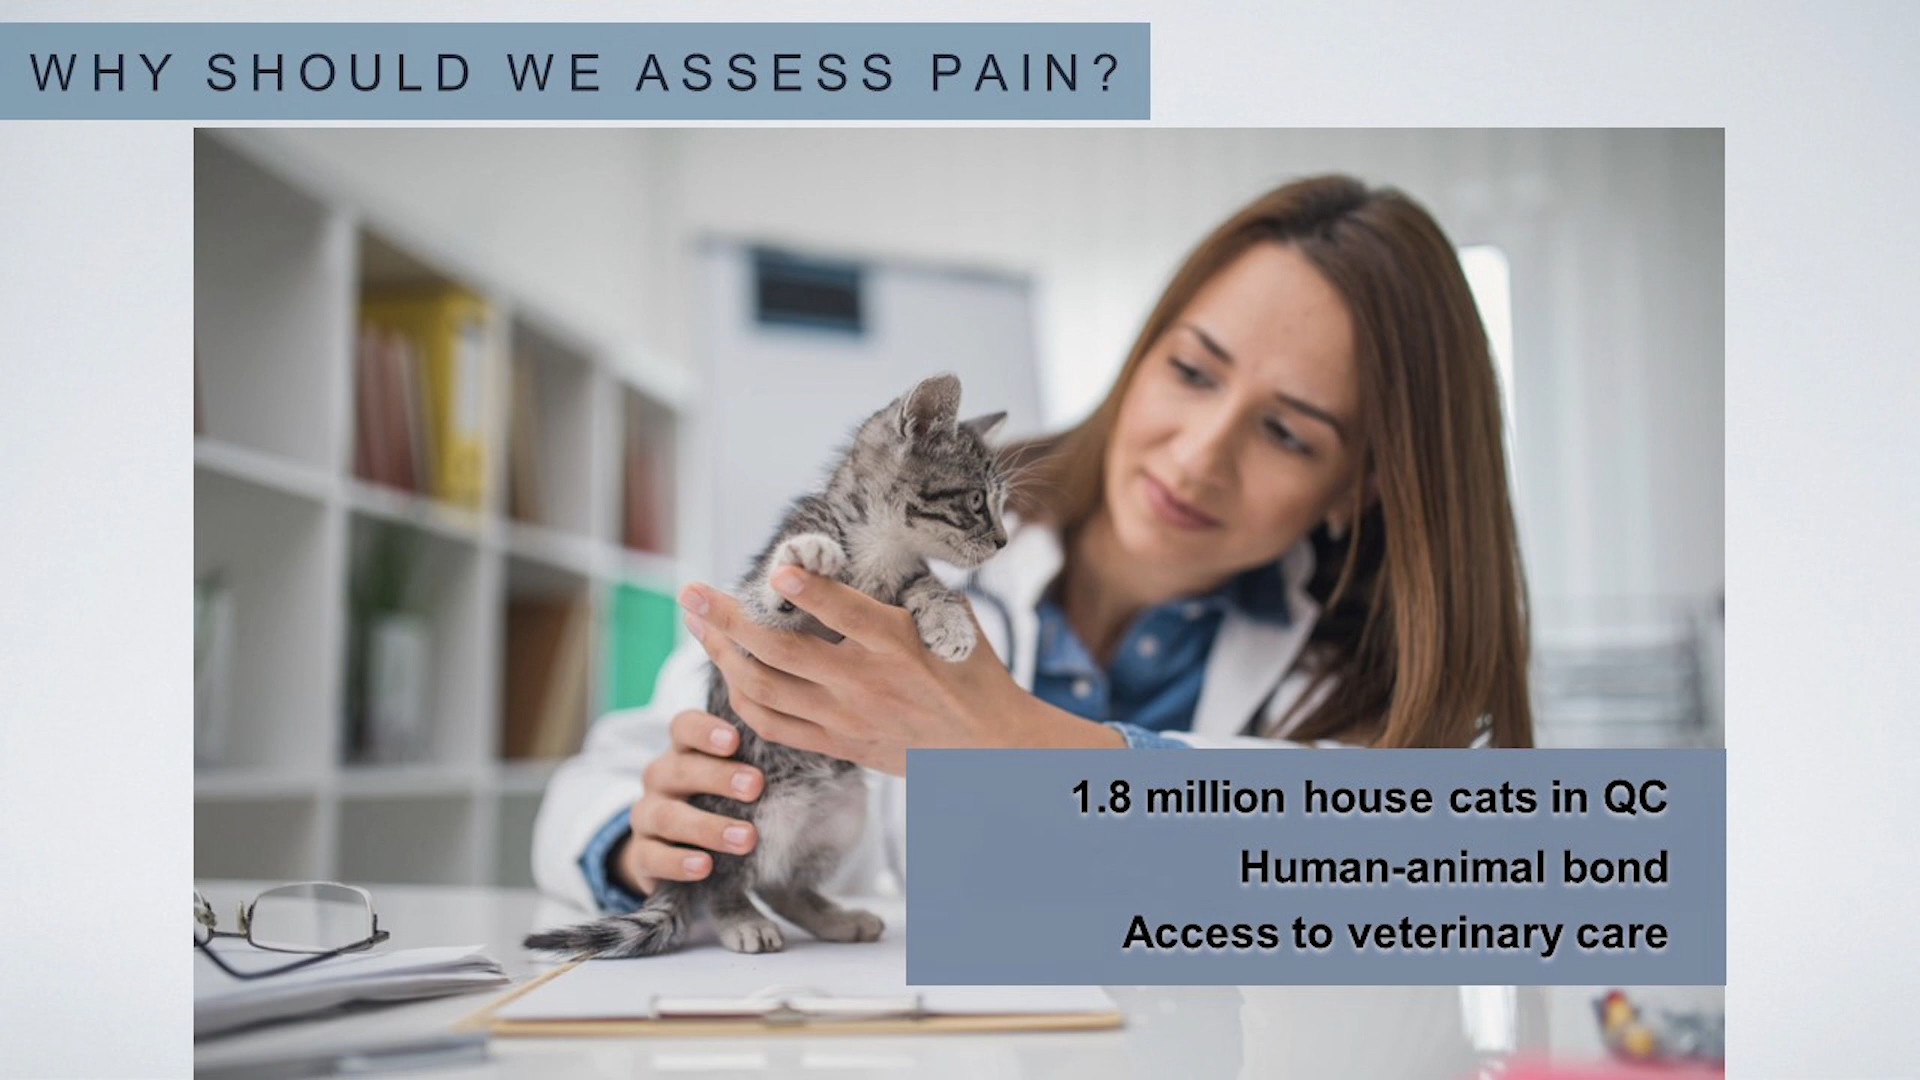 WHY SHOULD WE ASSESS PAIN?
1.8 million house cats in QC
Human-animal bond
Access to veterinary care